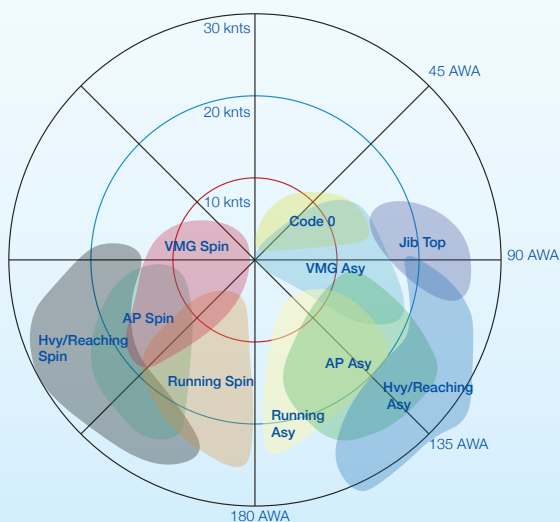 30 knts
45 AWA
20 knts
10 knts
Code 0
Jib Top
VMG Spin
90 AWA
VMG Asy
AP Spin
Hvy/Reaching
Spin
AP Asy
Running Spin
Hvy/Reaching
Asy
Running
Asy
135 AWA
180 AWA